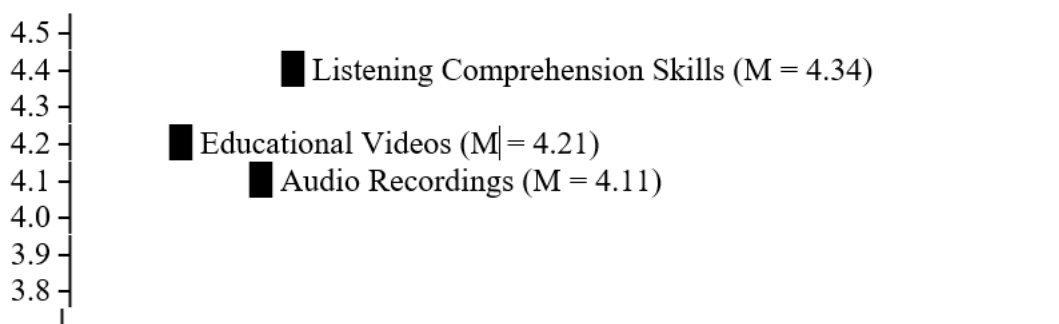 4.5
4.4 Listening Comprehension Skills (M = 4.34)
4.3
4.2 Educational Videos (M = 4.21)
4.1 Audio Recordings (M = 4.11)
4.0
3.9
3.8